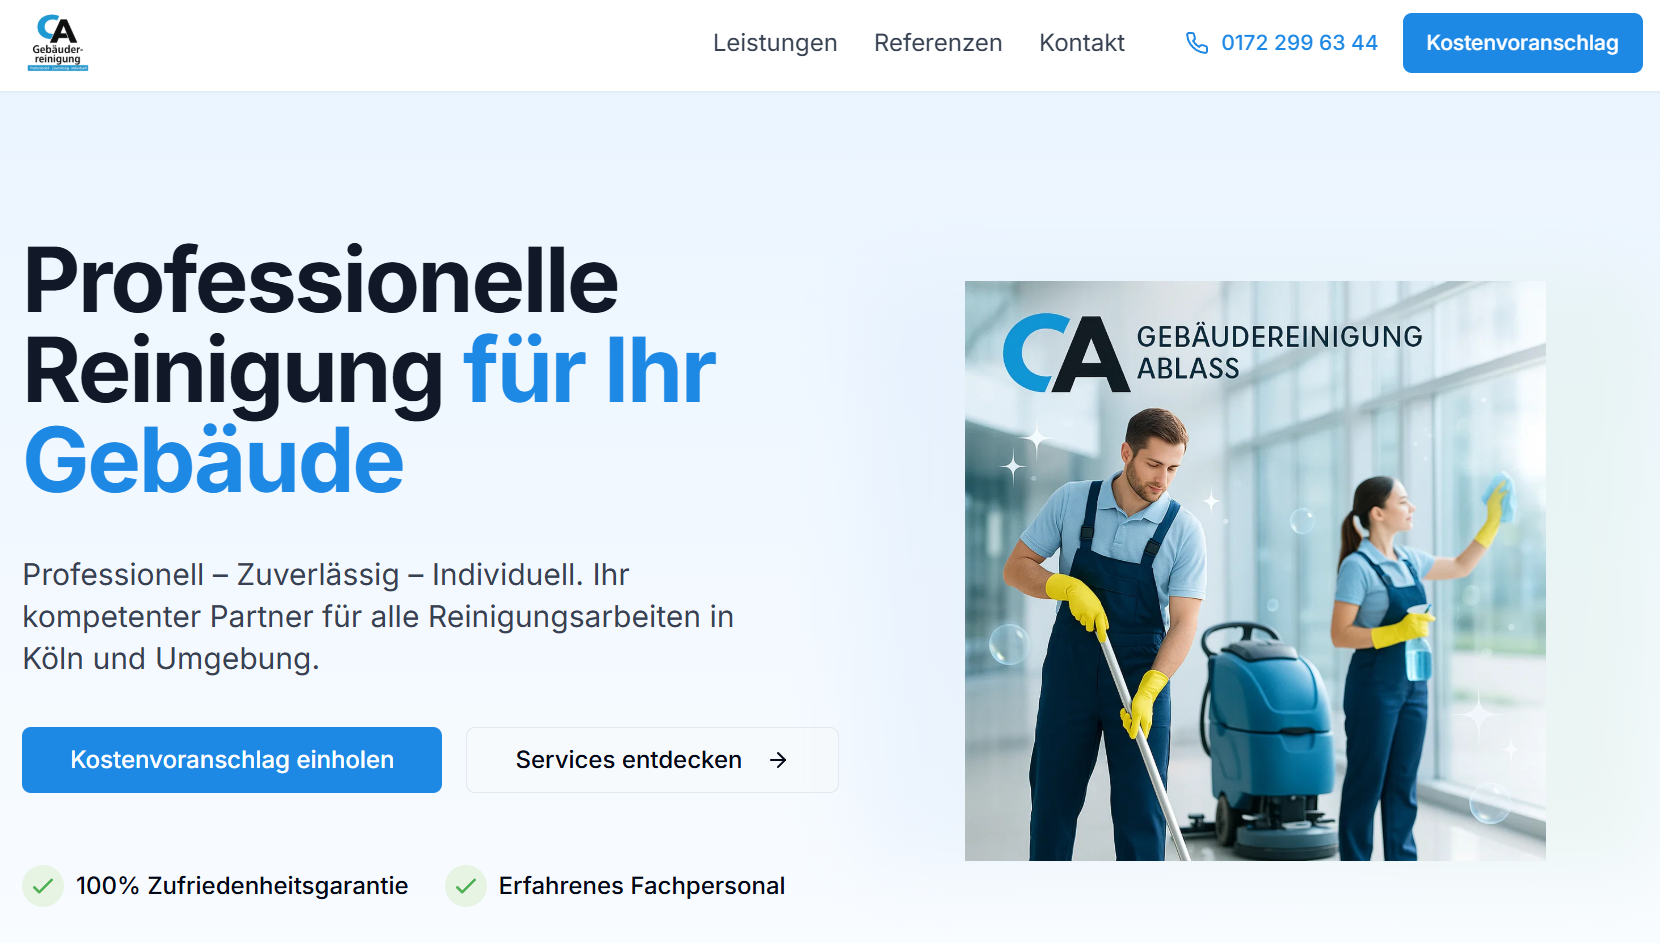 CA
Gebäuder-
reinigung
Leistungen
Referenzen
Kontakt
0172 299 63 44
Kostenvoranschlag
Professionelle
Reinigung für Ihr
Gebäude
Professionell – Zuverlässig – Individuell. Ihr
kompetenter Partner für alle Reinigungsarbeiten in
Köln und Umgebung.
Kostenvoranschlag einholen
Services entdecken
100% Zufriedenheitsgarantie
Erfahrenes Fachpersonal
CA
GEBÄUDEREINIGUNG
ABLASS